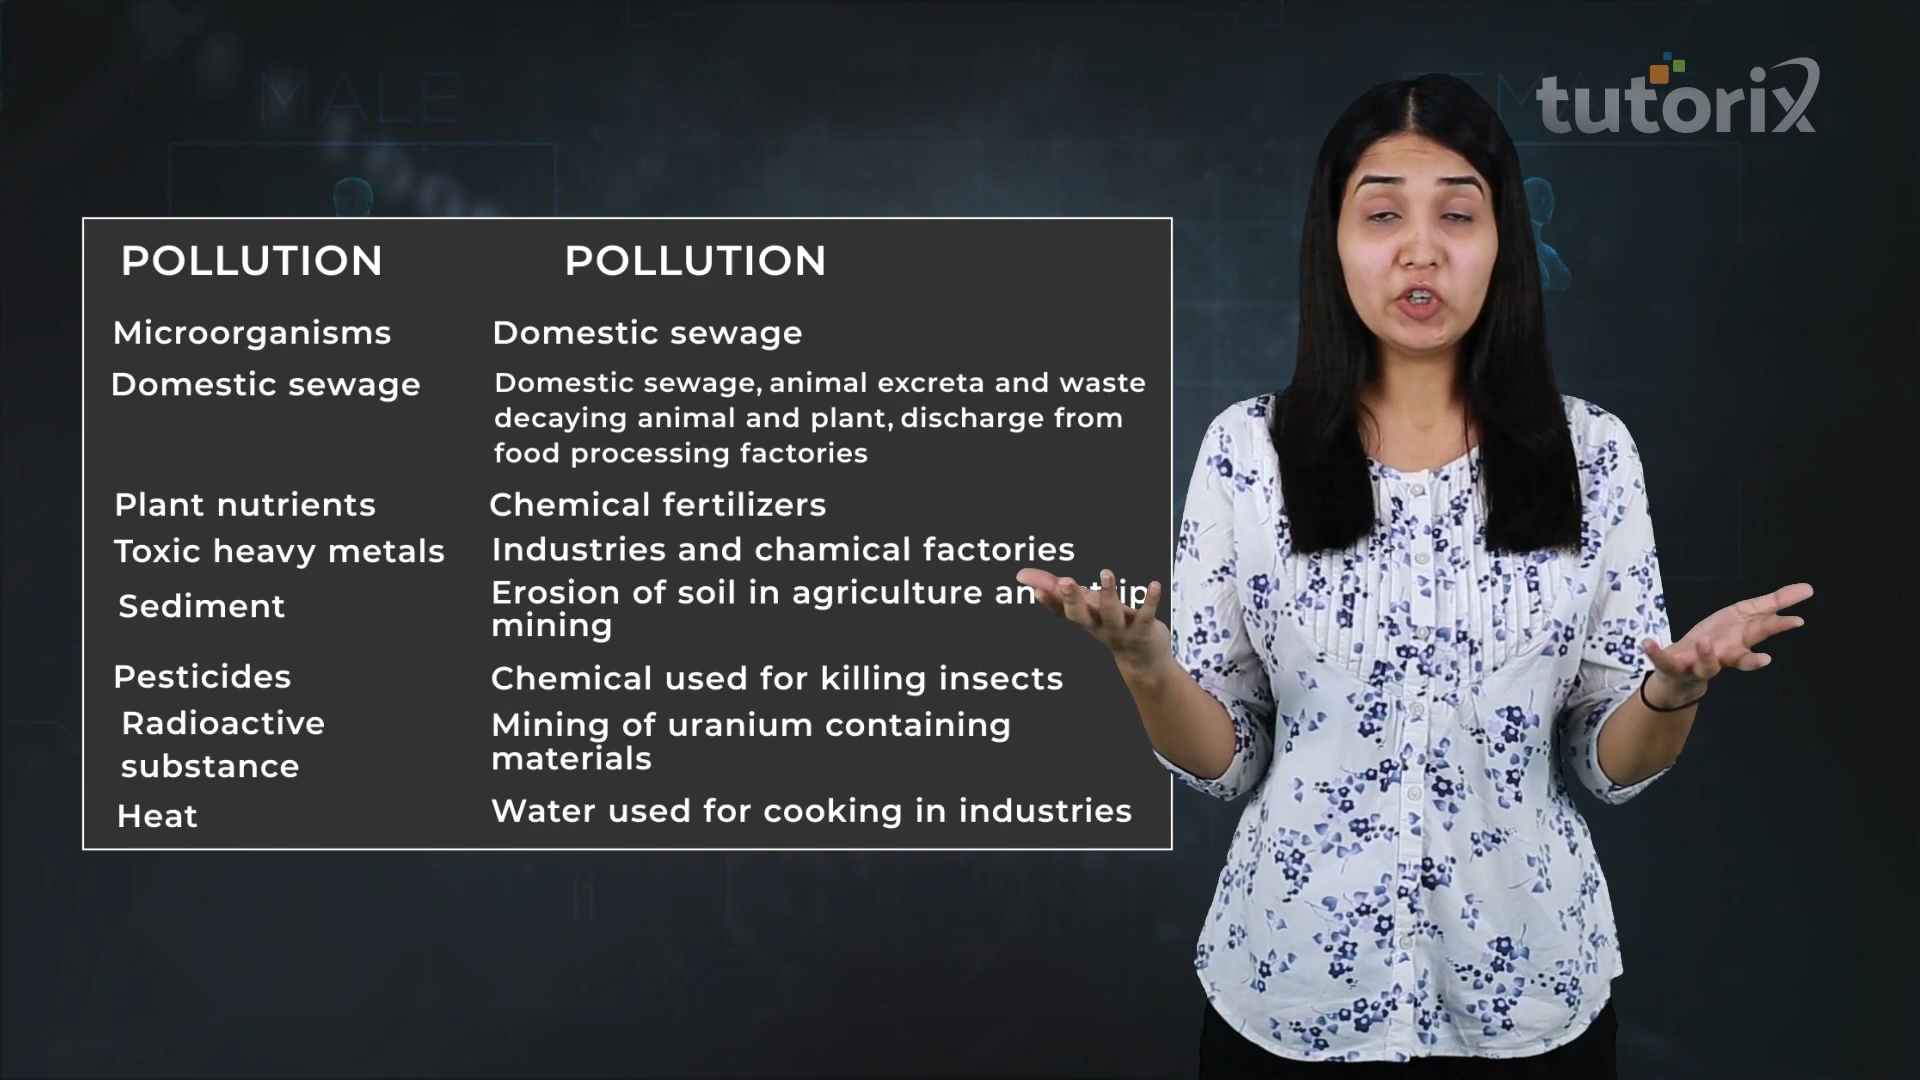 MALE
tutorix
POLLUTION POLLUTION
Microorganisms Domestic sewage
Domestic sewage Domestic sewage, animal excreta and waste
decaying animal and plant, discharge from
food processing factories
Plant nutrients Chemical fertilizers
Toxic heavy metals Industries and chamical factories
Sediment Erosion of soil in agriculture
mining
Pesticides Chemical used for killing insects
Radioactive Mining of uranium containing
substance materials
Heat Water used for cooking in industries